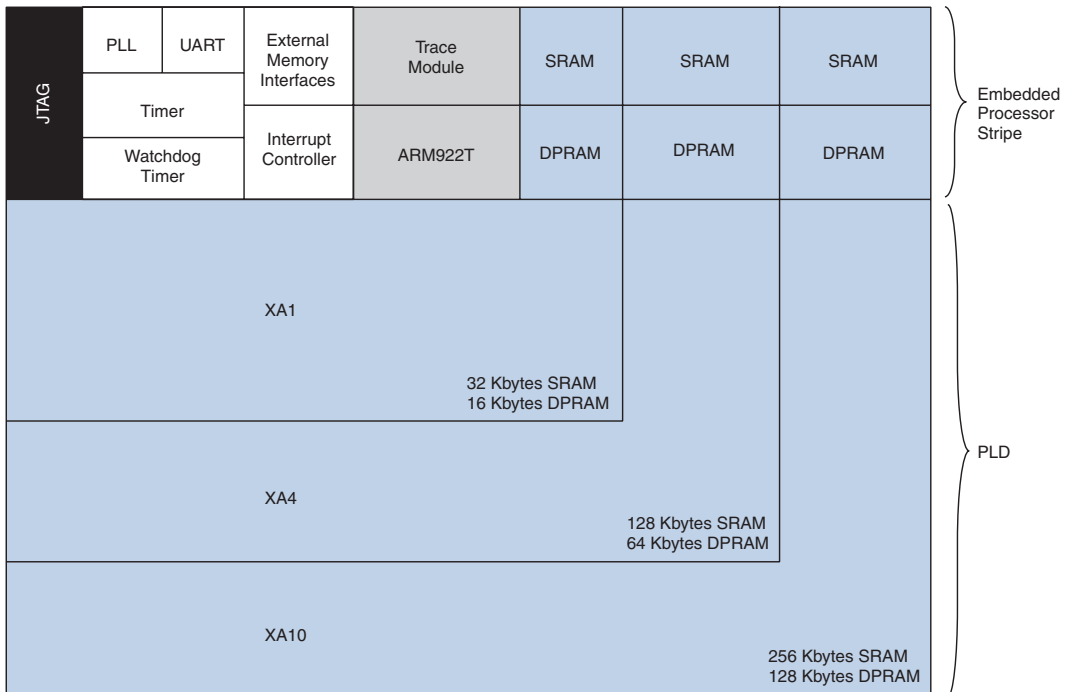 JTAG
PLL
UART
External
Memory
Interfaces
Trace
Module
SRAM
SRAM
SRAM
Embedded
Processor
Stripe
Timer
Watchdog
Timer
Interrupt
Controller
ARM922T
DPRAM
DPRAM
DPRAM
XA1
32 Kbytes SRAM
16 Kbytes DPRAM
PLD
XA4
128 Kbytes SRAM
64 Kbytes DPRAM
XA10
256 Kbytes SRAM
128 Kbytes DPRAM